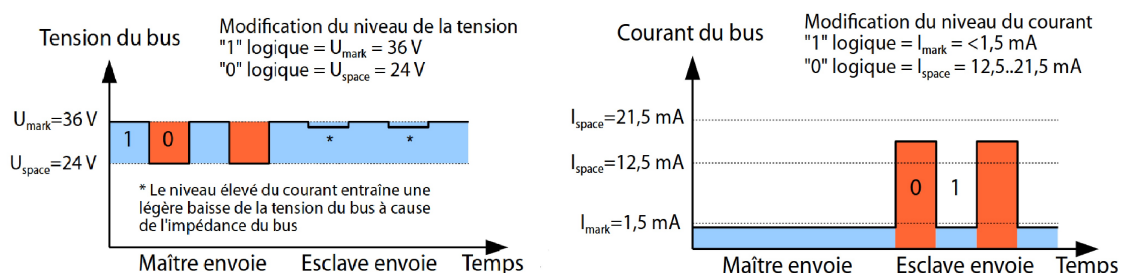 Tension du bus
Modification du niveau de la tension
"1" logique = Umark = 36 V
"0" logique = Uspace = 24 V
Umark=36 V
Uspace=24 V
1
0
*
*
* Le niveau élevé du courant entraîne une
légère baisse de la tension du bus à cause
de l'impédance du bus
Maître envoie
Esclave envoie
Temps
Courant du bus
Modification du niveau du courant
"1" logique = Imark = <1,5 mA
"0" logique = Ispace = 12,5..21,5 mA
Ispace=21,5 mA
Ispace=12,5 mA
Imark=1,5 mA
0
1
Maître envoie
Esclave envoie
Temps